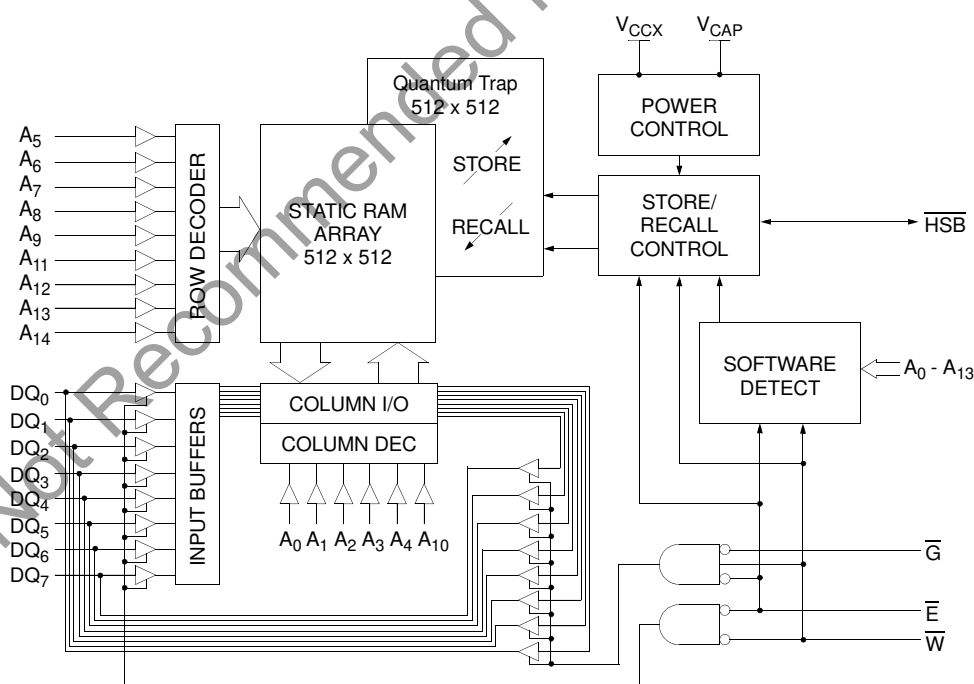 Not Recommended
V_CCX
V_CAP
Quantum Trap
512 x 512
POWER
CONTROL
A5
A6
A7
A8
A9
A11
A12
A13
A14
ROW DECODER
STATIC RAM
ARRAY
512 x 512
STORE
RECALL
STORE/
RECALL
CONTROL
HSB
SOFTWARE
DETECT
A0 - A13
DQ0
DQ1
DQ2
DQ3
DQ4
DQ5
DQ6
DQ7
INPUT BUFFERS
COLUMN I/O
COLUMN DEC
A0 A1 A2 A3 A4 A10
G
E
W